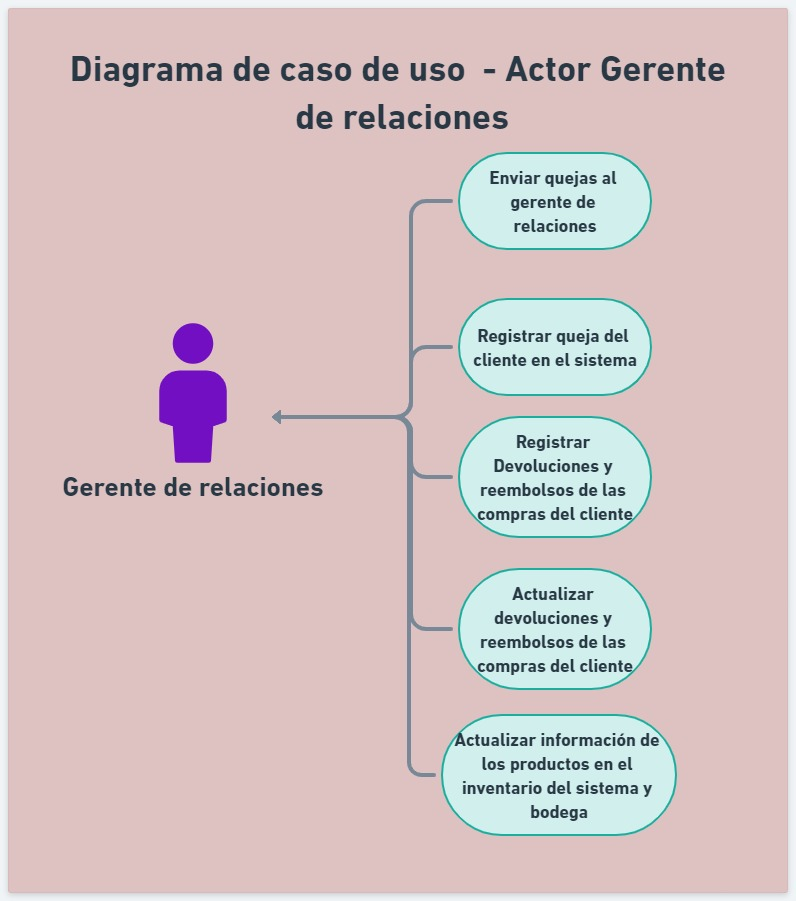 Diagrama de caso de uso - Actor Gerente
de relaciones
Enviar quejas al
gerente de
relaciones
Registrar queja del
cliente en el sistema
Gerente de relaciones
Registrar
Devoluciones y
reembolsos de las
compras del cliente
Actualizar
devoluciones y
reembolsos de las
compras del cliente
Actualizar información de
los productos en el
inventario del sistema y
bodega